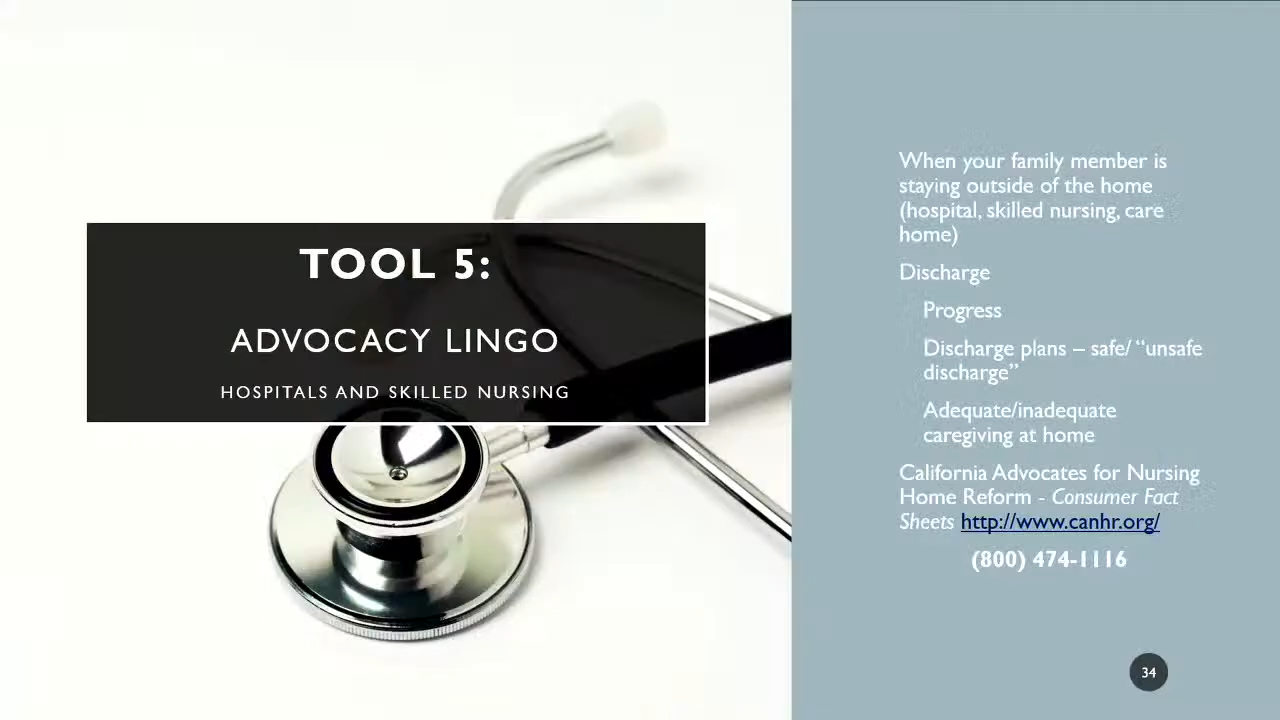 TOOL 5:
ADVOCACY LINGO
HOSPITALS AND SKILLED NURSING
When your family member is
staying outside of the home
(hospital, skilled nursing, care
home)
Discharge
Progress
Discharge plans – safe/ “unsafe
discharge”
Adequate/inadequate
caregiving at home
California Advocates for Nursing
Home Reform - Consumer Fact
Sheets http://www.canhr.org/
(800) 474-1116
34